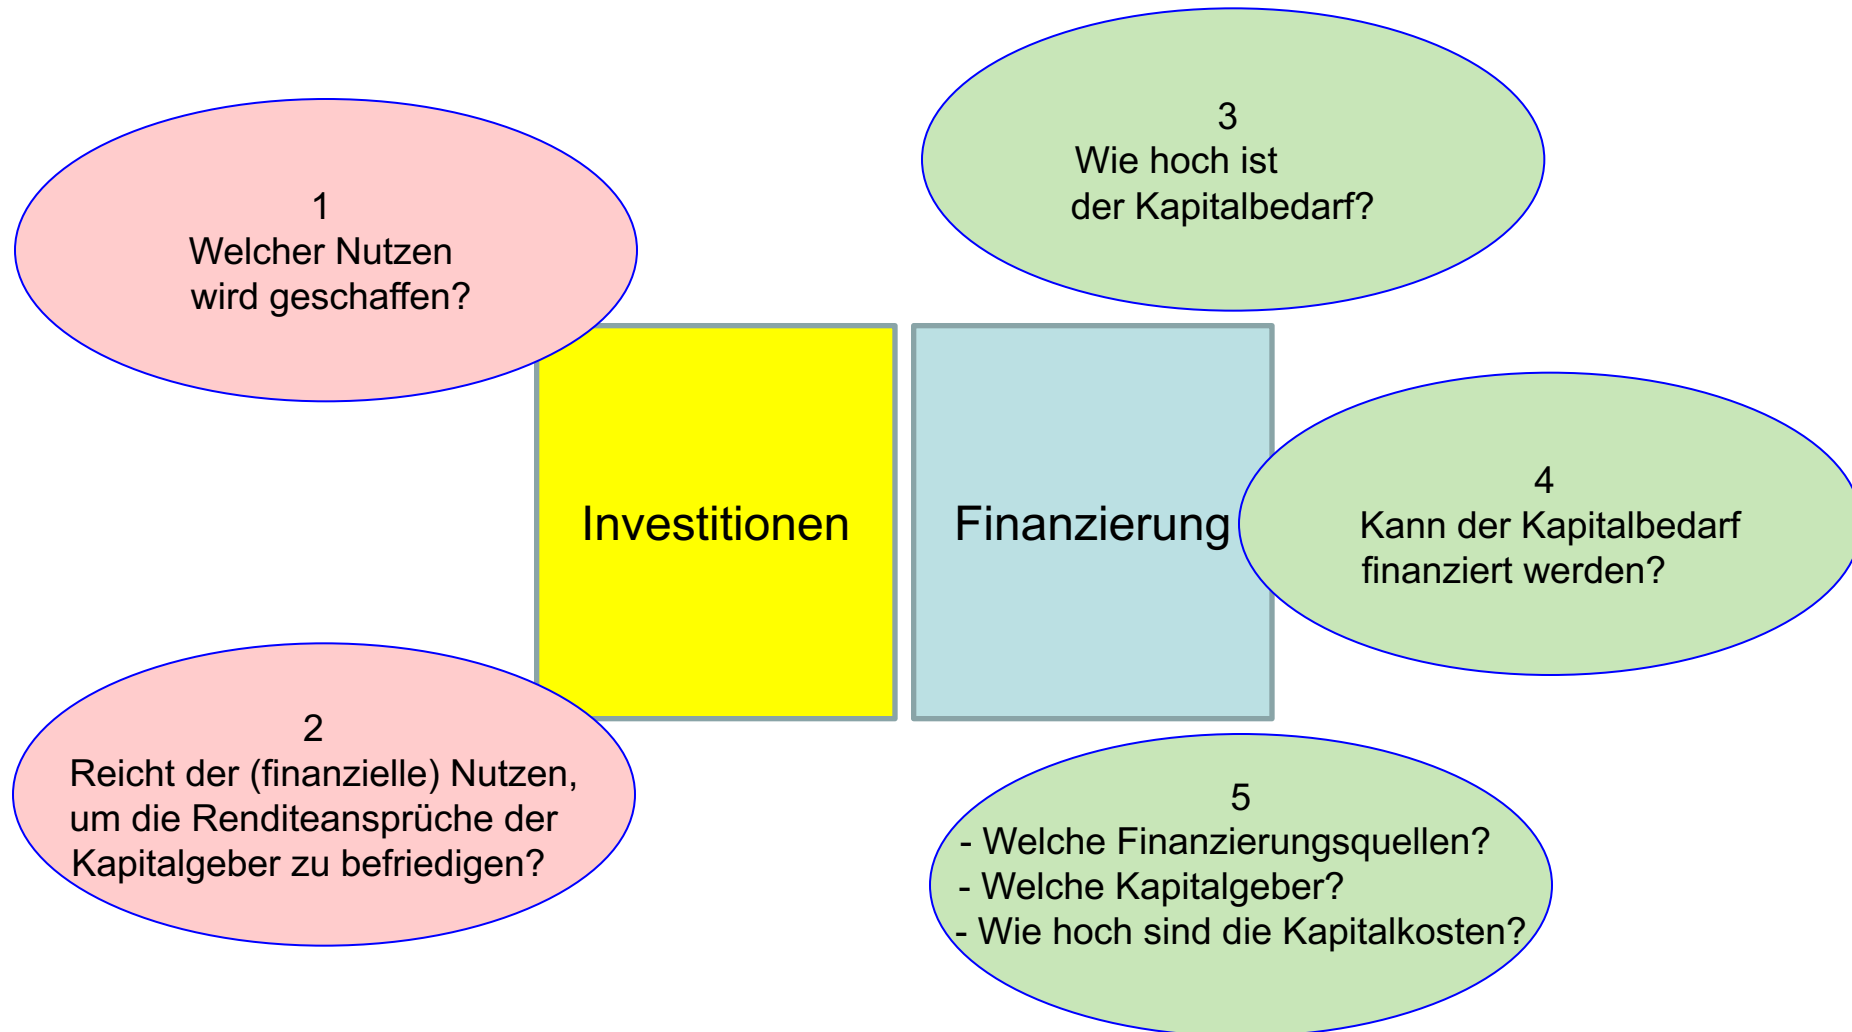 1
Welcher Nutzen
wird geschaffen?
2
Reicht der (finanzielle) Nutzen,
um die Renditeansprüche der
Kapitalgeber zu befriedigen?
Investitionen
Finanzierung
3
Wie hoch ist
der Kapitalbedarf?
4
Kann der Kapitalbedarf
finanziert werden?
5
- Welche Finanzierungsquellen?
- Welche Kapitalgeber?
- Wie hoch sind die Kapitalkosten?